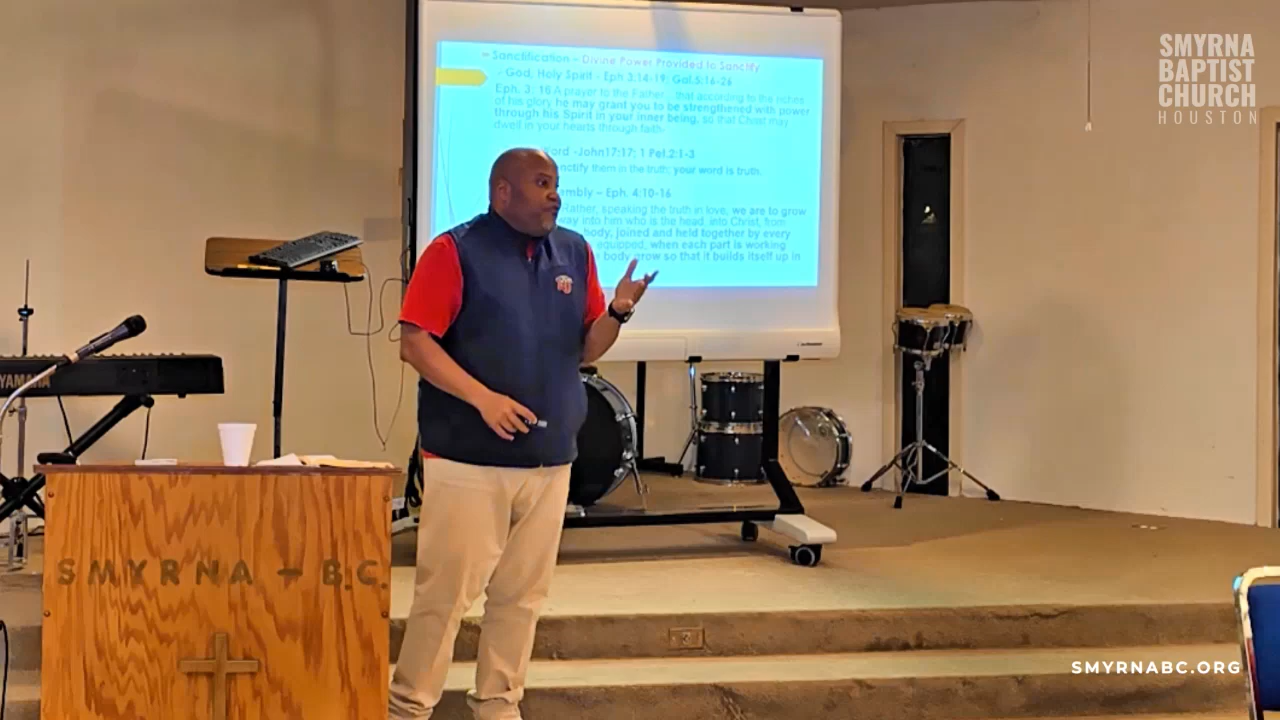 SMYRNA
BAPTIST
CHURCH
HOUSTON
Sanctification – Divine Power Provided to Sanctify
- God, Holy Spirit - Eph 3:14-19; Gal.5:16-26
Eph. 3: 16 A prayer to the Father… that according to the riches
of his glory he may grant you to be strengthened with power
through his Spirit in your inner being, so that Christ may
dwell in your hearts through faith-
ord -John17:17; 1 Pet.2:1-3
nctify them in the truth; your word is truth.
embly – Eph. 4:10-16
Rather, speaking the truth in love, we are to grow
way into him who is the head, into Christ, from
body, joined and held together by every
equipped, when each part is working
body grow so that it builds itself up in
YAMAHA
SMYRNA B.C.
SMYRNABC.ORG